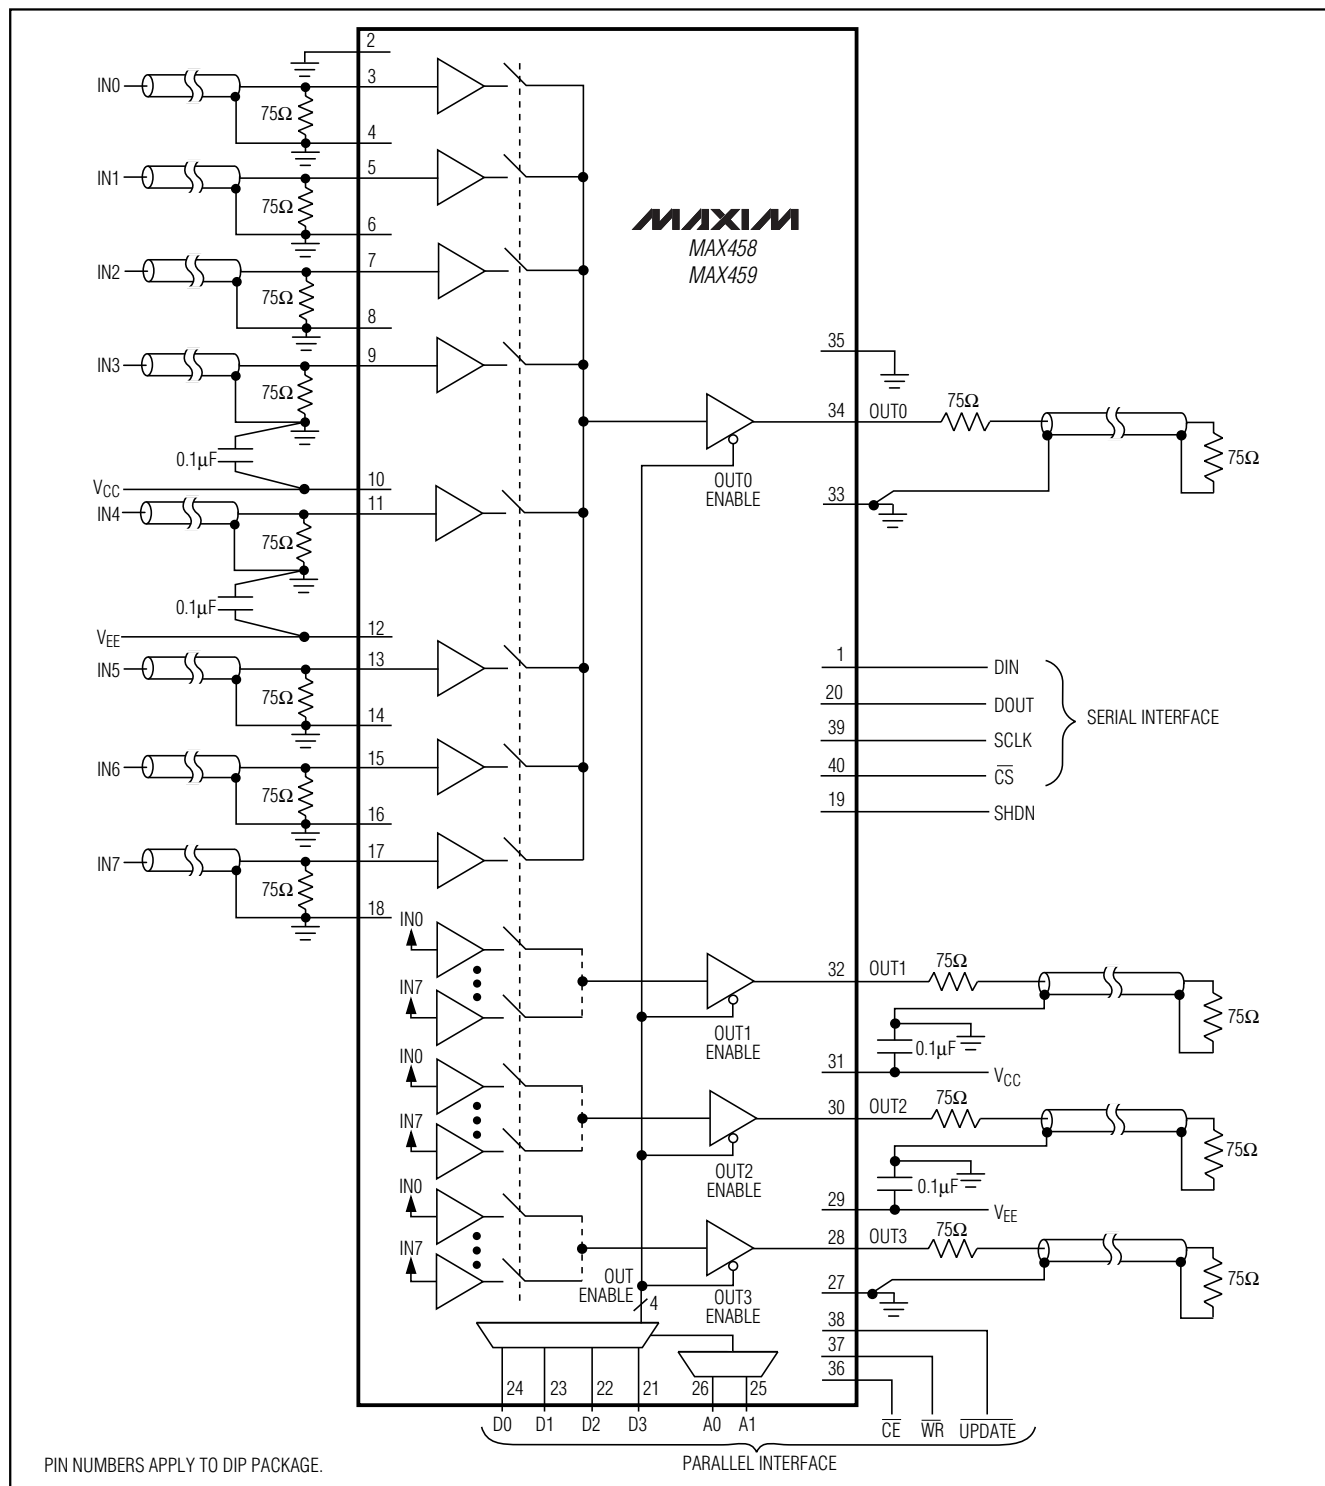 2
IN0
3
75Ω
4
IN1
5
75Ω
6
IN2
7
75Ω
8
IN3
9
75Ω
0.1µF
VCC
10
IN4
11
75Ω
0.1µF
VEE
12
IN5
13
75Ω
14
IN6
15
75Ω
16
IN7
17
75Ω
18
MAXIM
MAX458
MAX459
35
34
OUT0
75Ω
75Ω
OUT0
ENABLE
33
1
DIN
20
DOUT
39
SCLK
40
CS
SERIAL INTERFACE
19
SHDN
IN0
IN7
32
OUT1
75Ω
75Ω
OUT1
ENABLE
0.1µF
31
VCC
IN0
IN7
30
OUT2
75Ω
75Ω
OUT2
ENABLE
0.1µF
29
VEE
IN0
IN7
28
OUT3
75Ω
75Ω
OUT
ENABLE
4
OUT3
ENABLE
27
38
37
36
24
23
22
21
26
25
D0
D1
D2
D3
A0
A1
CE
WR
UPDATE
PARALLEL INTERFACE
PIN NUMBERS APPLY TO DIP PACKAGE.